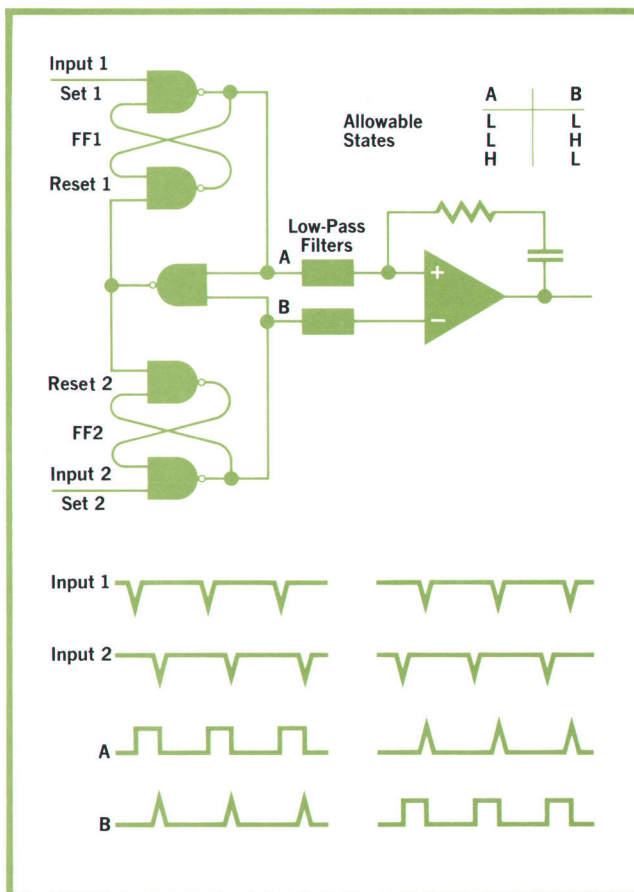 Input 1
Set 1
FF1
Reset 1
Allowable
States
A B
L L
L H
H L
Low-Pass
Filters
A
+
B
−
Reset 2
FF2
Input 2
Set 2
Input 1
Input 2
A
B